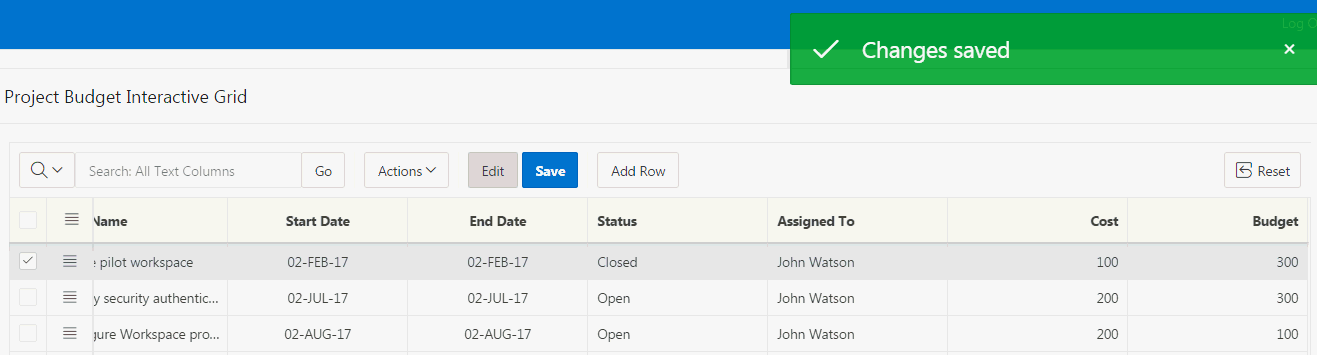 Log O
Changes saved
Project Budget Interactive Grid
Search: All Text Columns Go Actions Edit Save Add Row Reset
Name Start Date End Date Status Assigned To Cost Budget
pilot workspace 02-FEB-17 02-FEB-17 Closed John Watson 100 300
y security authentic... 02-JUL-17 02-JUL-17 Open John Watson 200 300
gure Workspace pro... 02-AUG-17 02-AUG-17 Open John Watson 200 100